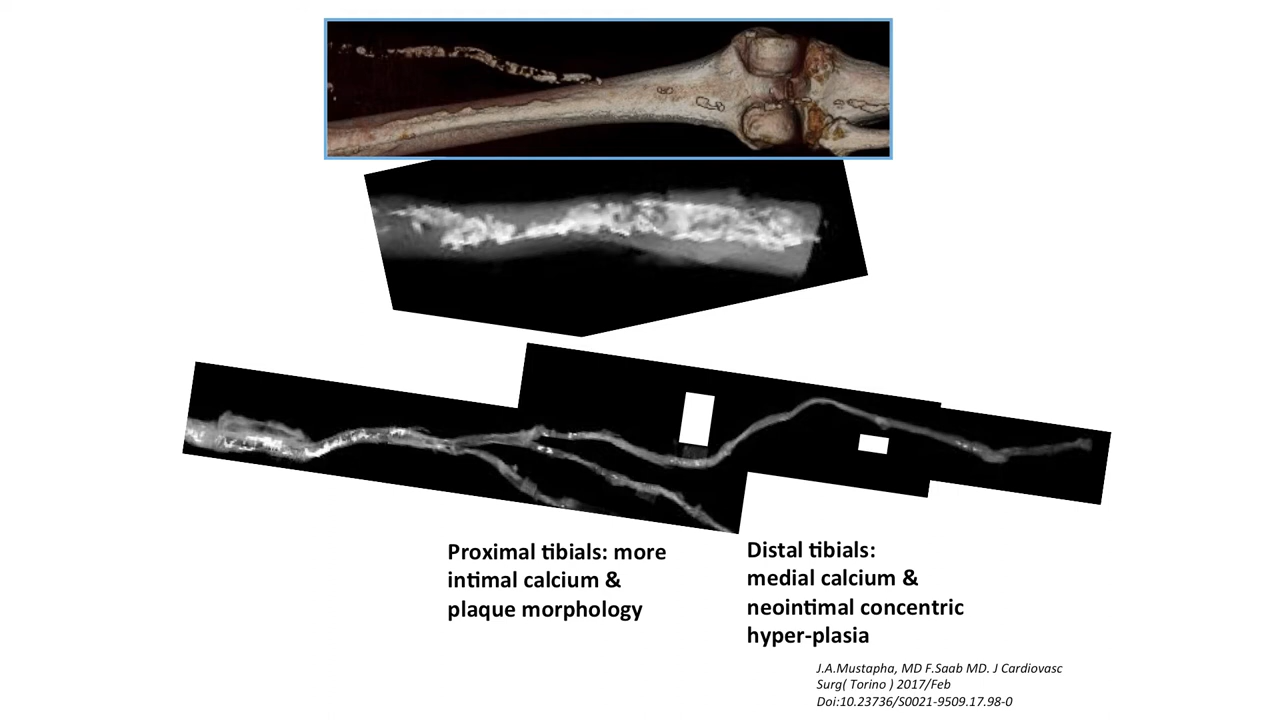 Proximal tibials: more
intimal calcium &
plaque morphology
Distal tibials:
medial calcium &
neointimal concentric
hyper-plasia
J.A.Mustapha, MD F.Saab MD. J Cardiovasc
Surg( Torino ) 2017/Feb
Doi:10.23736/S0021-9509.17.98-0